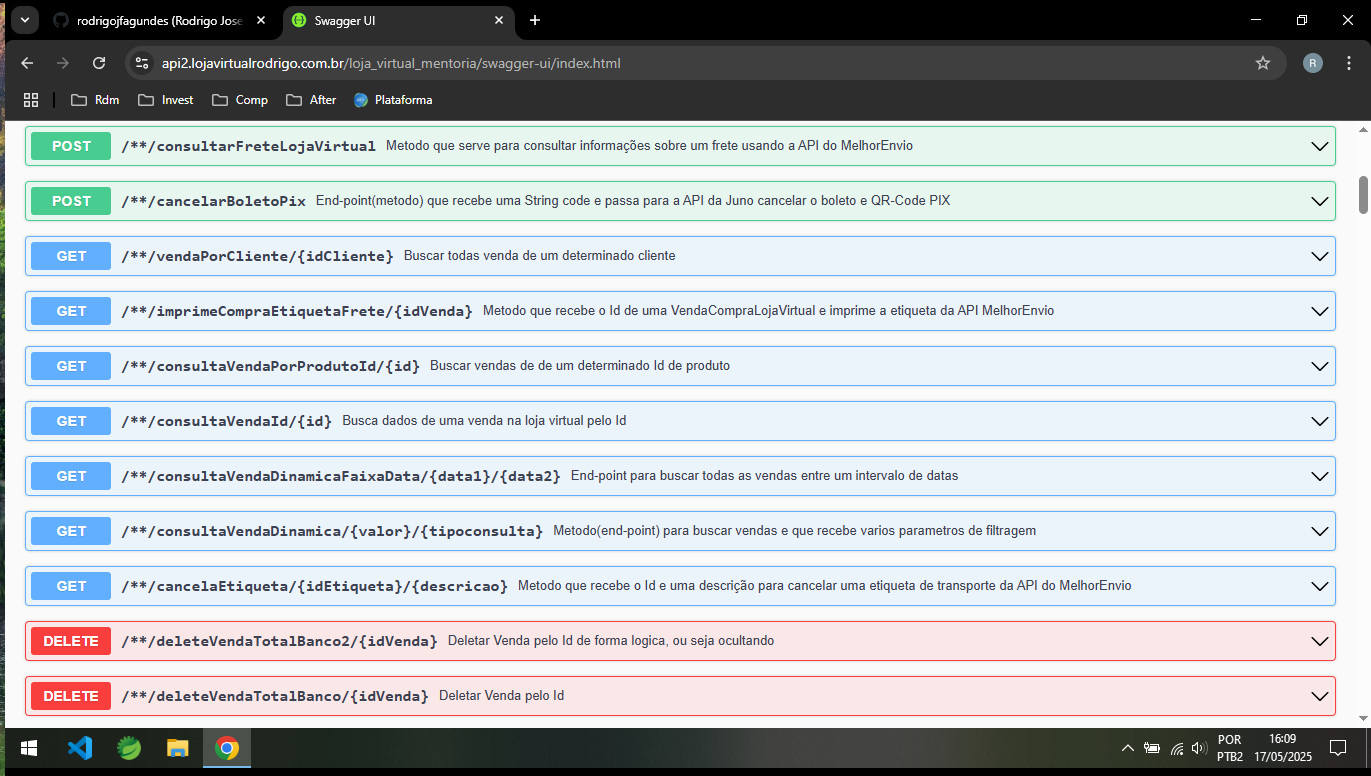 rodrigojfagundes (Rodrigo Jose
Swagger UI
api2.lojavirtualrodrigo.com.br/loja_virtual_mentoria/swagger-ui/index.html
R
Rdm Invest Comp After Plataforma
POST /**/consultarFreteLojaVirtual Metodo que serve para consultar informações sobre um frete usando a API do MelhorEnvio
POST /**/cancelarBoletoPix End-point(metodo) que recebe uma String code e passa para a API da Juno cancelar o boleto e QR-Code PIX
GET /**/vendaPorCliente/{idCliente} Buscar todas venda de um determinado cliente
GET /**/imprimeCompraEtiquetaFrete/{idVenda} Metodo que recebe o Id de uma VendaCompraLojaVirtual e imprime a etiqueta da API MelhorEnvio
GET /**/consultaVendaPorProdutoId/{id} Buscar vendas de de um determinado Id de produto
GET /**/consultaVendaId/{id} Busca dados de uma venda na loja virtual pelo Id
GET /**/consultaVendaDinamicaFaixaData/{data1}/{data2} End-point para buscar todas as vendas entre um intervalo de datas
GET /**/consultaVendaDinamica/{valor}/{tipoconsulta} Metodo(end-point) para buscar vendas e que recebe varios parametros de filtragem
GET /**/cancelaEtiqueta/{idEtiqueta}/{descricao} Metodo que recebe o Id e uma descrição para cancelar uma etiqueta de transporte da API do MelhorEnvio
DELETE /**/deleteVendaTotalBanco2/{idVenda} Deletar Venda pelo Id de forma logica, ou seja ocultando
DELETE /**/deleteVendaTotalBanco/{idVenda} Deletar Venda pelo Id
POR 16:09
PTB2 17/05/2025